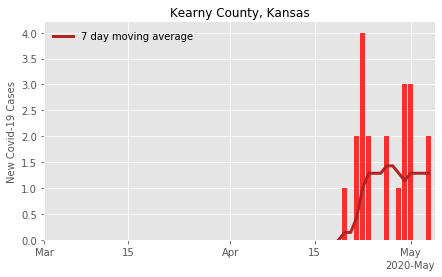 Kearny County, Kansas
7 day moving average
New Covid-19 Cases
4.0
3.5
3.0
2.5
2.0
1.5
1.0
0.5
0.0
Mar
15
Apr
15
May
2020-May